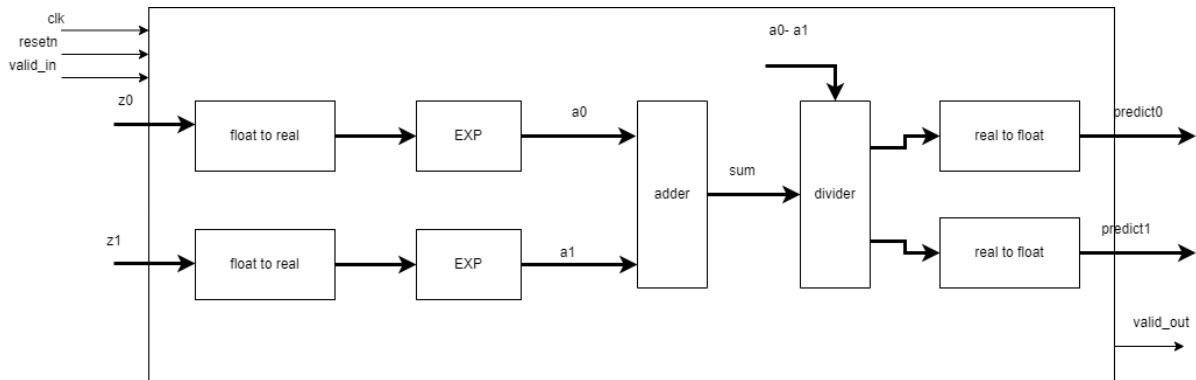 clk
resetn
valid_in
a0- a1
z0
float to real
EXP
a0
adder
sum
divider
real to float
predict0
z1
float to real
EXP
a1
real to float
predict1
valid_out